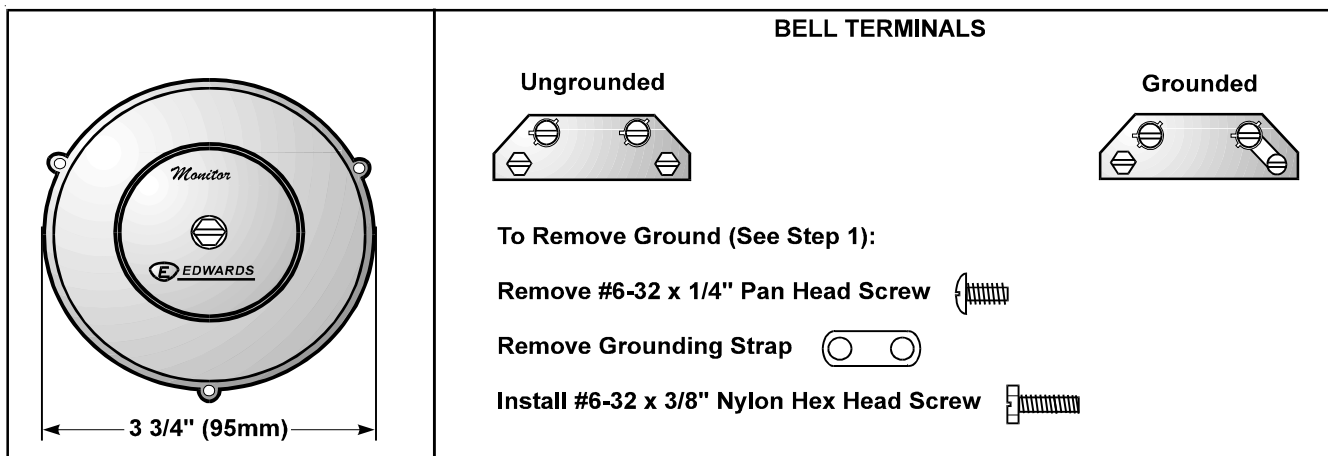 Monitor
E EDWARDS
3 3/4" (95mm)
BELL TERMINALS
Ungrounded
Grounded
To Remove Ground (See Step 1):
Remove #6-32 x 1/4" Pan Head Screw
Remove Grounding Strap
Install #6-32 x 3/8" Nylon Hex Head Screw